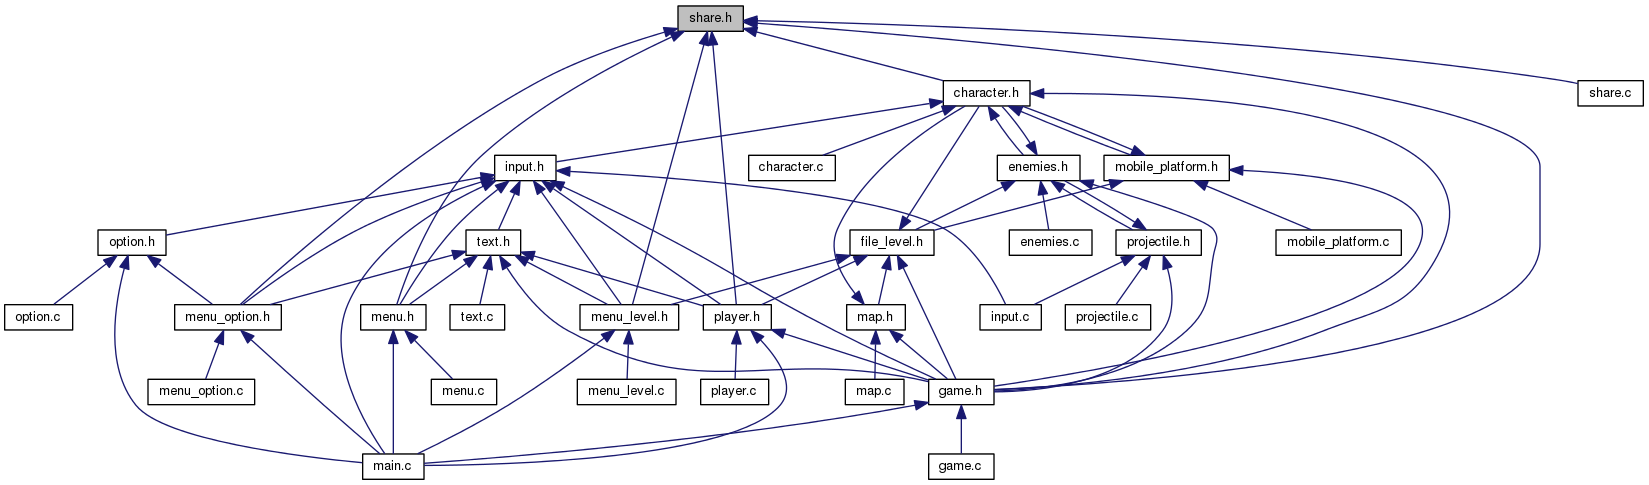 share.h
character.h
share.c
input.h
character.c
enemies.h
mobile_platform.h
option.h
text.h
file_level.h
enemies.c
projectile.h
mobile_platform.c
option.c
menu_option.h
menu.h
text.c
menu_level.h
player.h
map.h
input.c
projectile.c
menu_option.c
menu.c
menu_level.c
player.c
map.c
game.h
main.c
game.c